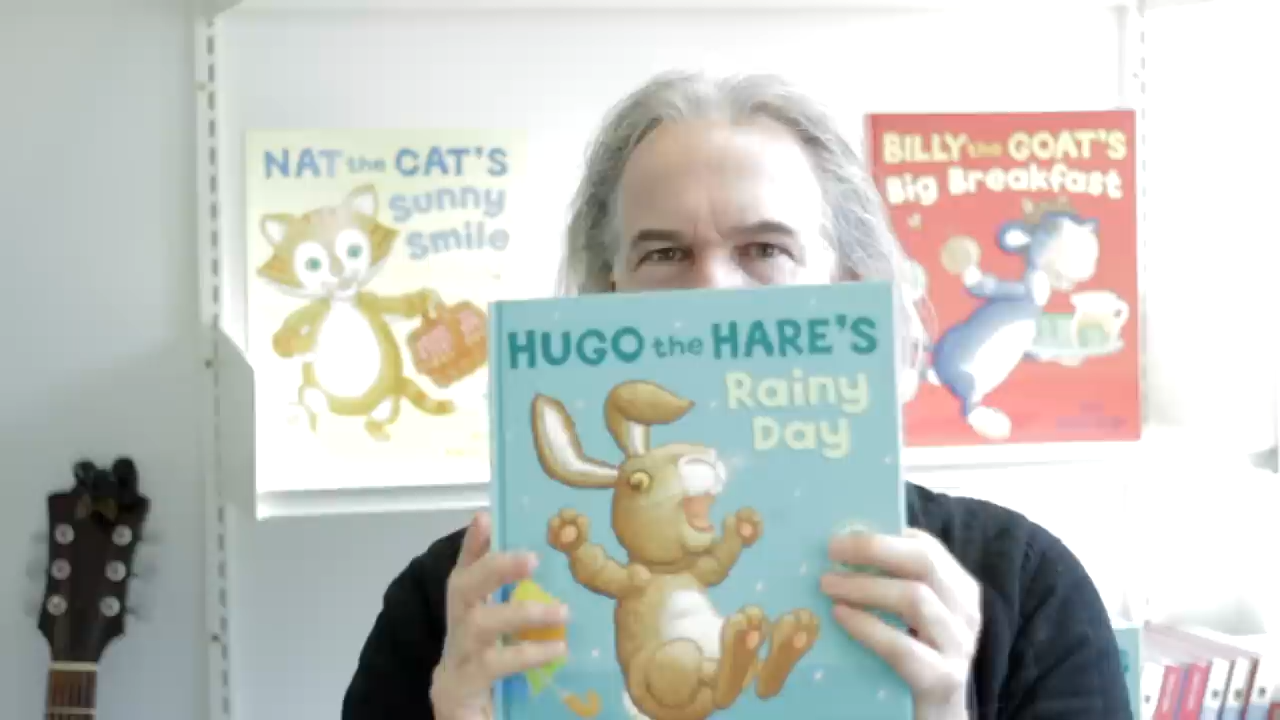 NAT the CAT'S
Sunny
Smile
BILLY the GOAT'S
Big Breakfast
HUGO the HARE'S
Rainy
Day